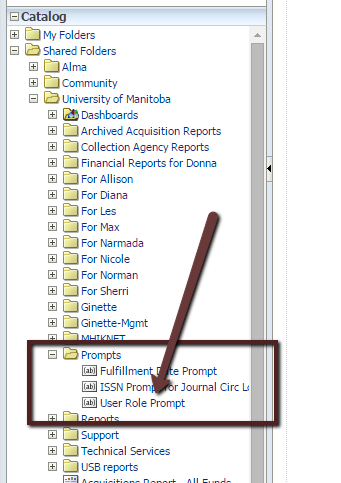 Catalog
My Folders
Shared Folders
Alma
Community
University of Manitoba
Dashboards
Archived Acquisition Reports
Collection Agency Reports
Financial Reports for Donna
For Allison
For Diana
For Les
For Max
For Narmada
For Nicole
For Norman
For Sherri
Ginette
Ginette-Mgmt
MHIKNET
Prompts
Fulfillment Date Prompt
ISSN Prompt for Journal Circ
User Role Prompt
Reports
Support
Technical Services
USB reports
Acquisitions Report - All Funds